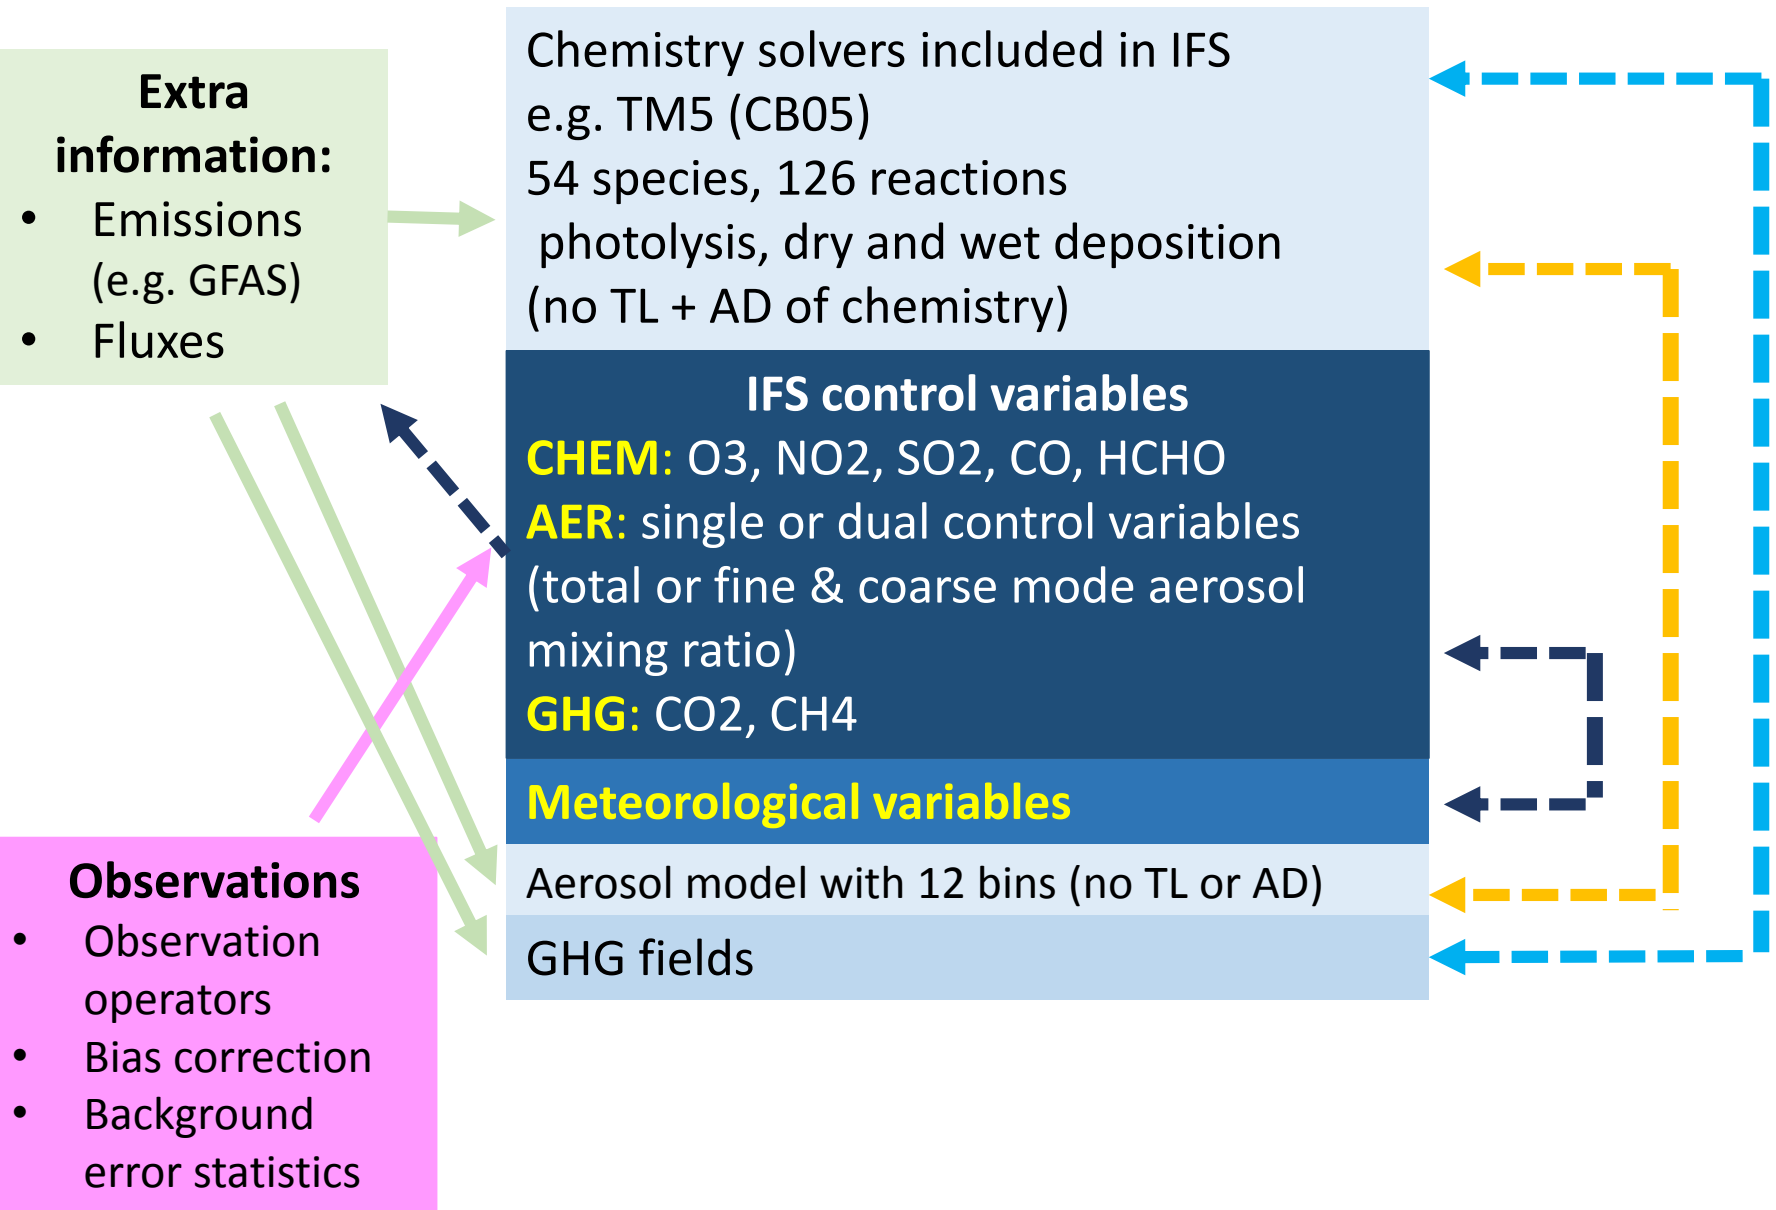 Extra
information:
• Emissions
(e.g. GFAS)
• Fluxes
Chemistry solvers included in IFS
e.g. TM5 (CB05)
54 species, 126 reactions
photolysis, dry and wet deposition
(no TL + AD of chemistry)
IFS control variables
CHEM: O3, NO2, SO2, CO, HCHO
AER: single or dual control variables
(total or fine & coarse mode aerosol
mixing ratio)
GHG: CO2, CH4
Meteorological variables
Aerosol model with 12 bins (no TL or AD)
GHG fields
Observations
• Observation
operators
• Bias correction
• Background
error statistics